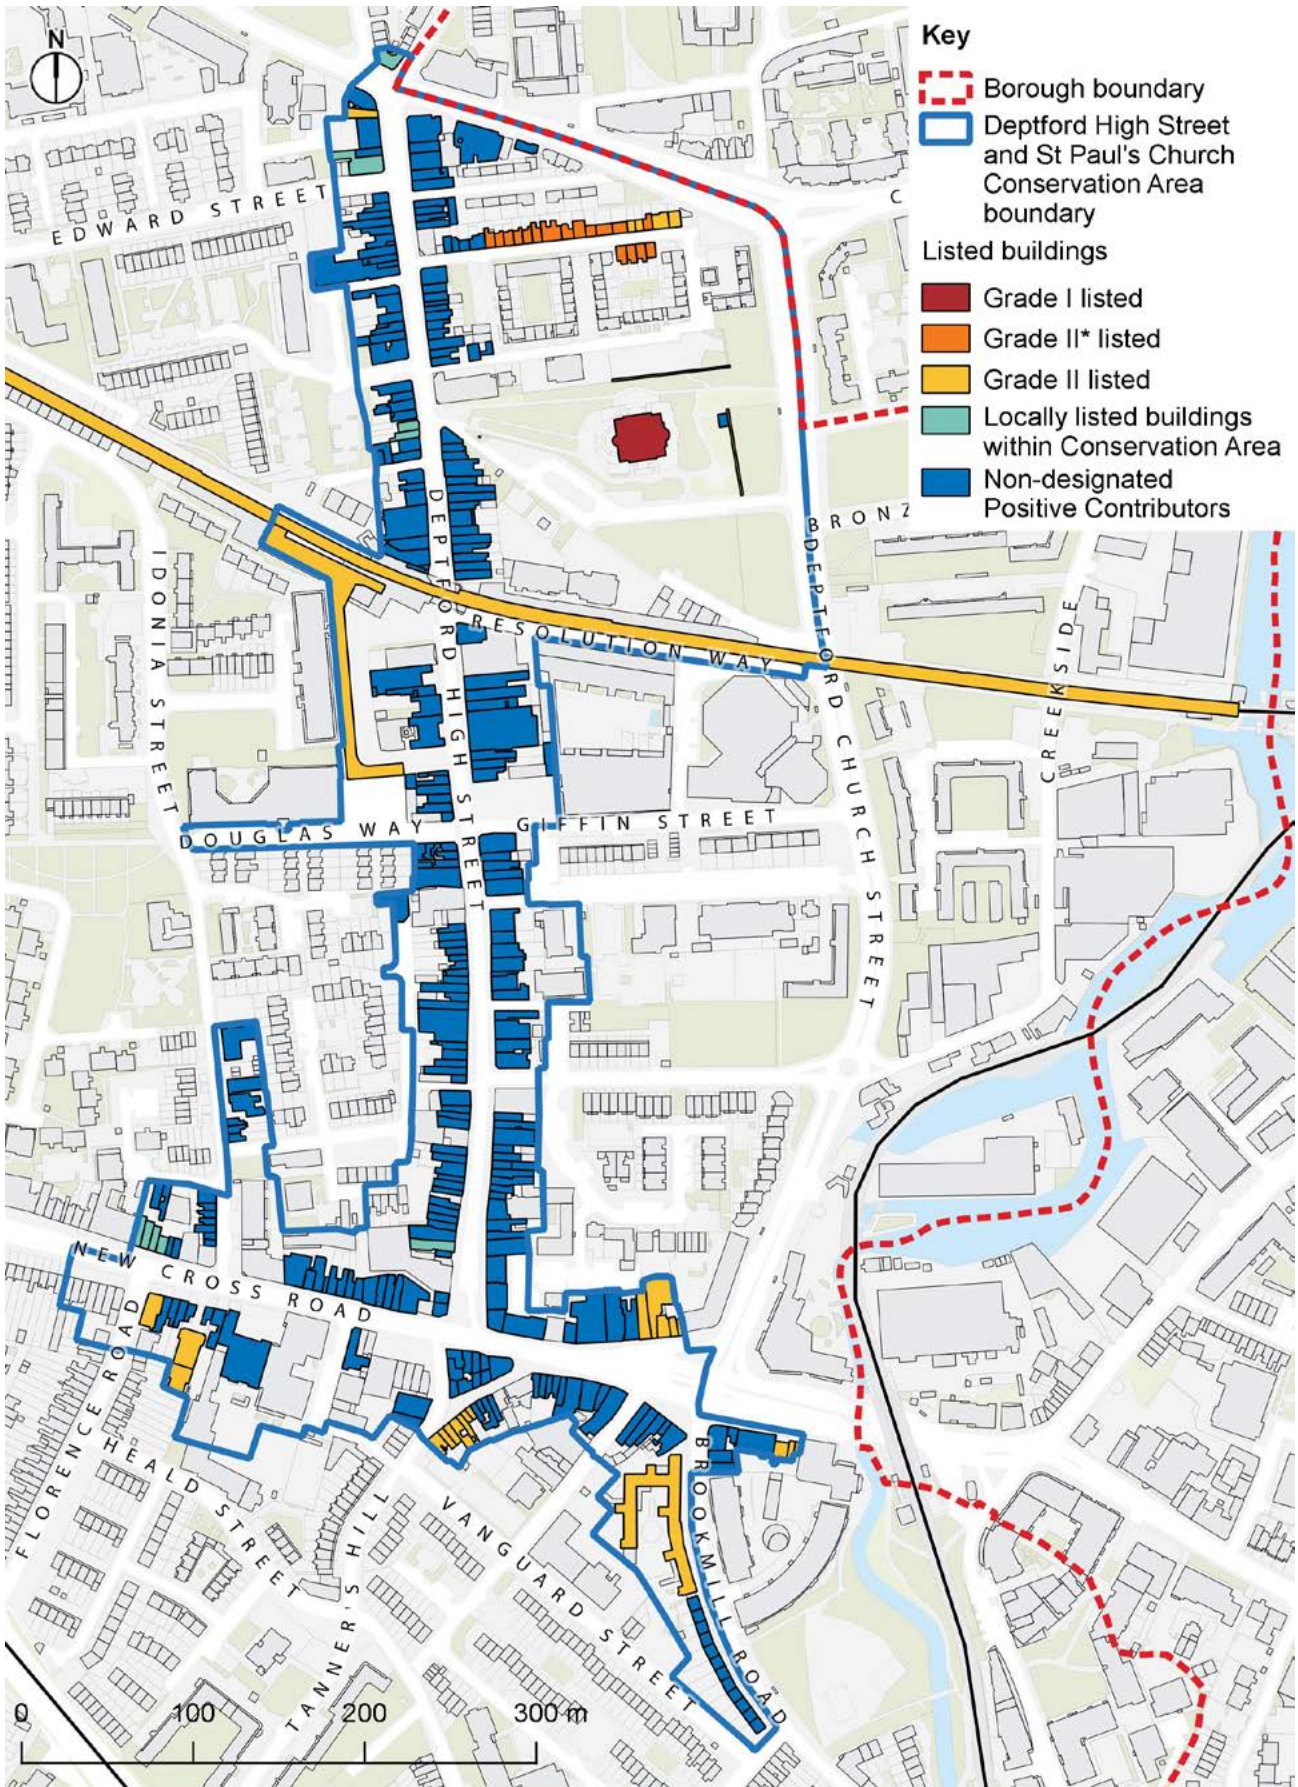 N
Key
Borough boundary
Deptford High Street
and St Paul's Church
Conservation Area
boundary
Listed buildings
Grade I listed
Grade II* listed
Grade II listed
Locally listed buildings
within Conservation Area
Non-designated
Positive Contributors
EDWARD STREET
C
BRONZ
DEPTFORD HIGH STREET
IDONIA STREET
RESOLUTION WAY
DEPTFORD CHURCH STREET
CREEKSIDE
DOUGLAS WAY
GIFFIN STREET
NEW CROSS ROAD
FLORENCE ROAD
HEALD STREET
TANNER'S HILL
VANGUARD STREET
BROOKMILL ROAD
0 100 200 300 m